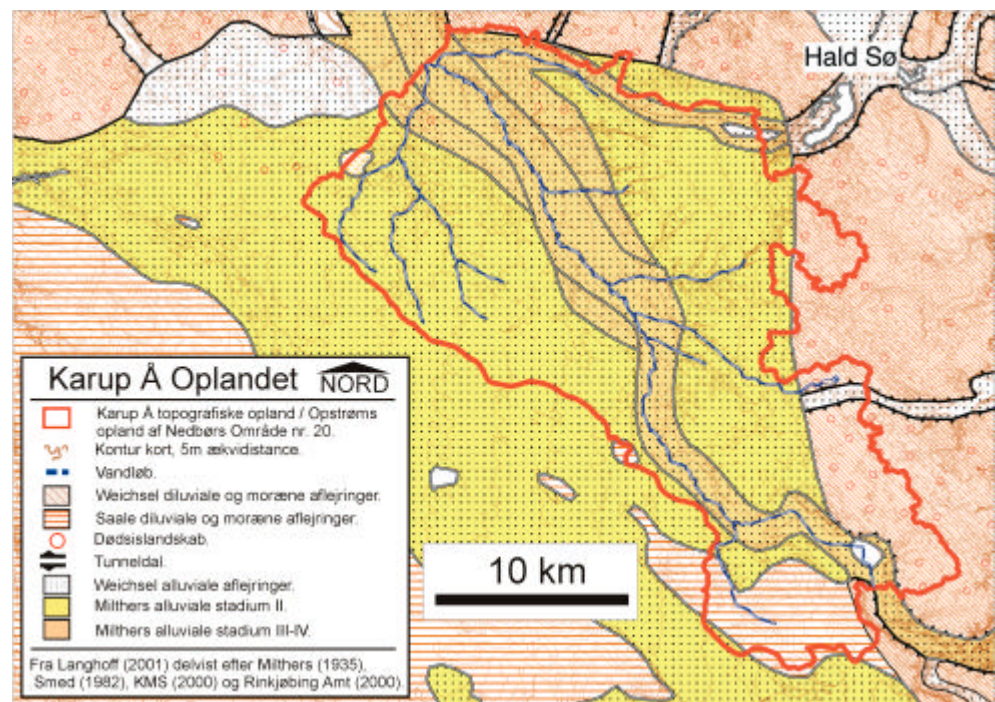 Hald Sø
Karup Å Oplandet NORD
Karup Å topografiske opland / Opstrøms
opland af Nedbørs Område nr. 20.
Kontur kort, 5m ækvidistance.
Vandløb.
Weichsel diluviale og moræne aflejringer.
Saale diluviale og moræne aflejringer.
Dødsislandskab.
Tunneldal.
Weichsel alluviale aflejringer.
Milthers alluviale stadium II.
Milthers alluviale stadium III-IV.
Fra Langhoff (2001) delvist efter Milthers (1935),
Smed (1982), KMS (2000) og Rinkjøbing Amt (2000).
10 km